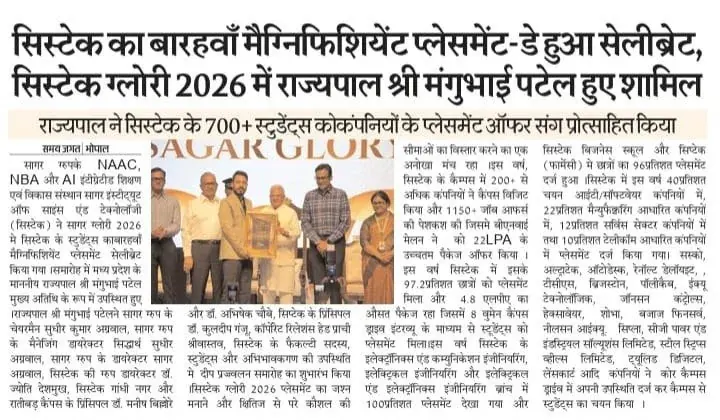 सिस्टेक का बारहवाँ मैग्निफिशियेंट प्लेसमेंट-डे हुआ सेलीब्रेट,
सिस्टेक ग्लोरी 2026 में राज्यपाल श्री मंगुभाई पटेल हुए शामिल
राज्यपाल ने सिस्टेक के 700+ स्टुडेंट्स कोकंपनियों के प्लेसमेंट ऑफर संग प्रोत्साहित किया
समय जगत | भोपाल
सागर रुपके NAAC,
NBA और AI इंटीग्रेटीड शिक्षण
एवं विकास संस्थान सागर इंस्टीट्यूट
ऑफ साइंस एंड टेक्नोलॉजी
(सिस्टेक) ने सागर ग्लोरी 2026
मे सिस्टेक के स्टुडेंट्स काबारहवाँ
मैग्निफिशियेंट प्लेसमेंट सेलीब्रेट
किया गया ।समारोह में मध्य प्रदेश के
माननीय राज्यपाल श्री मंगुभाई पटेल
मुख्य अतिथि के रूप में उपस्थित हुए
।राज्यपाल श्री मंगुभाई पटेलने सागर रुप के
चेयरमैन सुधीर कुमार अग्रवाल, सागर रुप
के मैनेजिंग डायरेक्टर सिद्धार्थ सुधीर
अग्रवाल, सागर रुप के डायरेक्टर सागर
अग्रवाल, सिस्टेक की रुप डायरेक्टर डॉ.
ज्योति देशमुख, सिस्टेक गांधी नगर और
रातीबड़ कैंपस के प्रिंसिपल डॉ. मनीष बिल्लोरे
SAGAR GLORY
और डॉ. अभिषेक चौबे, सिप्टेक के प्रिंसिपल
डॉ. कुलदीप गंजू, कॉर्पोरेट रिलेशंस हेड प्राची
श्रीवास्तव, सिस्टेक के फैकल्टी सदस्य,
स्टुडेंट्स और अभिभावकगण की उपस्थिति
मे दीप प्रज्ज्वलन समारोह का शुभारंभ किया
।सिस्टेक ग्लोरी 2026 प्लेसमेंट का जश्न
मनाने और क्षितिज से परे कौशल की
सीमाओं का विस्तार करने का एक
अनोखा मंच रहा ।इस वर्ष,
सिस्टेक के कैम्पस में 200+ से
अधिक कंपनियों ने कैंपस विजिट
किया और 1150+ जॉब आफर्स
की पेशकश की जिसमे बीएनवाई
मेलन ने को 22LPA के
उच्चतम पैकेज ऑफर किया ।
इस वर्ष सिस्टेक में इसके
97.2प्रतिशत छात्रों को प्लेसमेंट
मिला और 4.8 एलपीए का
औसत पैकेज रहा जिसमें 8 वुमेन कैंपस
ड्राइव इंटरव्यू के माध्यम से स्टुडेंट्स को
प्लेसमेंट मिला।इस वर्ष सिस्टेक के
इलेक्ट्रॉनिक्स एंड कम्युनिकेशन इंजीनियरिंग,
इलेक्ट्रिकल इंजीनियरिंग और इलेक्ट्रिकल
एंड इलेक्ट्रॉनिक्स इंजीनियरिंग ब्रांच में
100प्रतिशत प्लेसमेंट देखा गया और
सिस्टेक बिजनेस स्कूल और सिप्टेक
(फार्मेसी) मे छात्रों का 96प्रतिशत प्लेसमेंट
दर्ज हुआ ।सिस्टेक में इस वर्ष 40प्रतिशत
चयन आईटी/सॉफ्टवेयर कंपनियों में,
22प्रतिशत मैन्युफैक्चरिंग आधारित कंपनियों
में, 12प्रतिशत सर्विस सेक्टर कंपनियों में
तथा 10प्रतिशत टेलीकॉम आधारित कंपनियों
में प्लेसमेंट दर्ज किया गया। सस्को,
अल्ट्राटेक, ऑटोडेस्क, रेनॉल्ट डेलॉयइट, ,
टीसीएस, ब्रिजस्टोन, पॉलीकैब, ईक्यू
टेक्नोलॉजिक, जॉनसन कंट्रोल्स,
हेक्सावेयर, शोभा, बजाज फिनसर्व,
नीलसन आईक्यू, सिप्ला, सीजी पावर एंड
इंडस्ट्रियल सॉल्यूशंस लिमिटेड, स्टील स्ट्रिप्स
व्हील्स लिमिटेड, ट्यूलिड डिजिटल,
लेंसकार्ट आदि कंपनियों ने कोर कैम्पस
ड्राईव में अपनी उपस्थति दर्ज कर कैम्पस से
स्टुडेंट्स का चयन किया ।